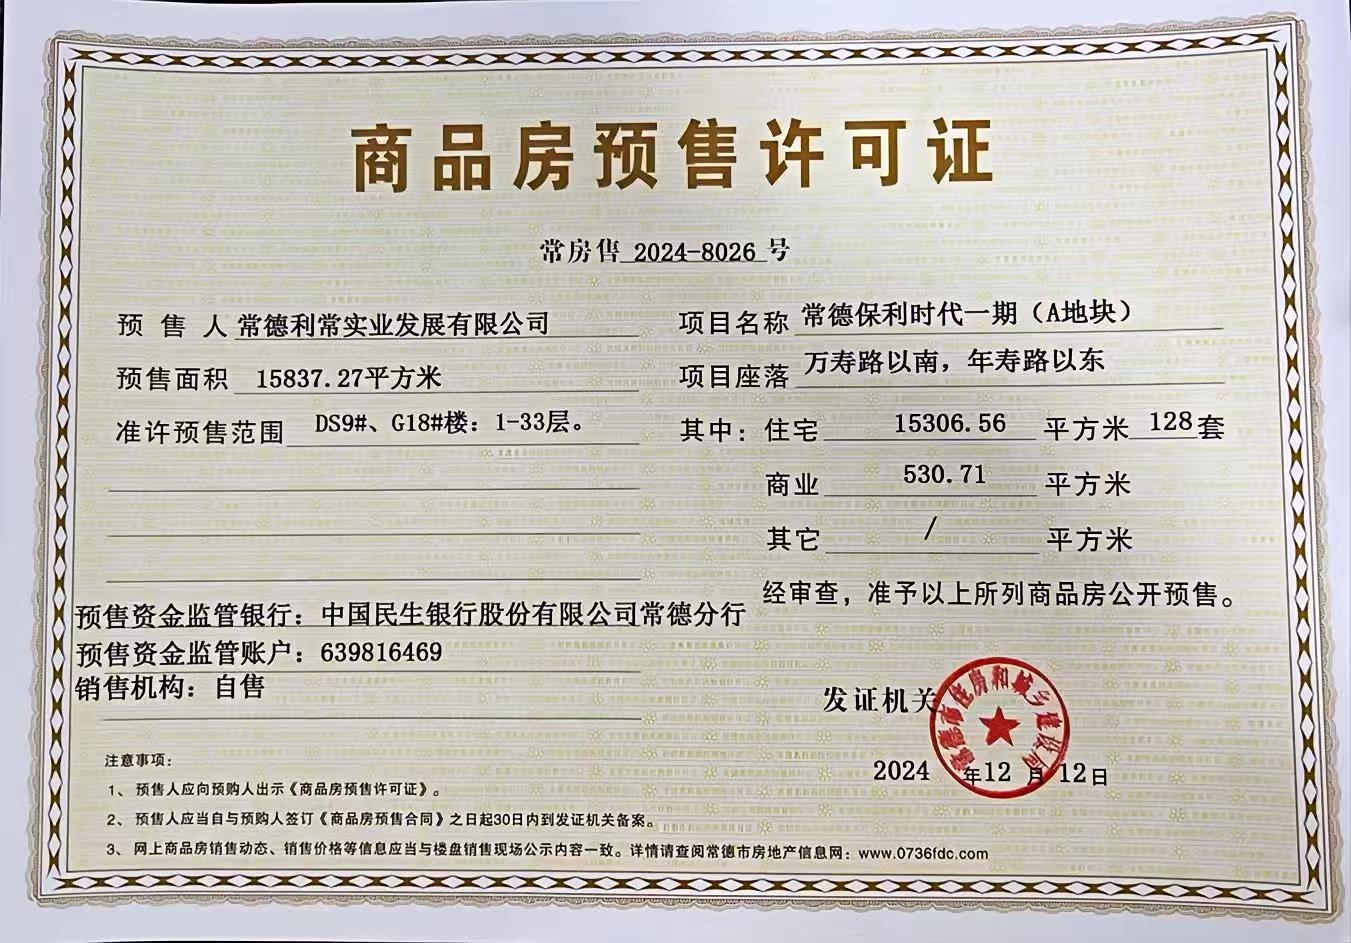 商品房预售许可证
常房售 2024-8026 号
预售人 常德利常实业发展有限公司
项目名称 常德保利时代一期（A地块）
预售面积 15837.27平方米
项目座落 万寿路以南，年寿路以东
准许预售范围 DS9#、G18#楼：1-33层。
其中：住宅 15306.56 平方米 128套
商业 530.71 平方米
其它 / 平方米
经审查，准予以上所列商品房公开预售。
预售资金监管银行：中国民生银行股份有限公司常德分行
预售资金监管账户：639816469
销售机构：自售
发证机关
常德市住房和城乡建设局
2024 年12 月 12日
注意事项：
1、预售人应向预购人出示《商品房预售许可证》。
2、预售人应当自与预购人签订《商品房预售合同》之日起30日内到发证机关备案。
3、网上商品房销售动态、销售价格等信息应当与楼盘销售现场公示内容一致。详情请查阅常德市房地产信息网：www.0736fdc.com